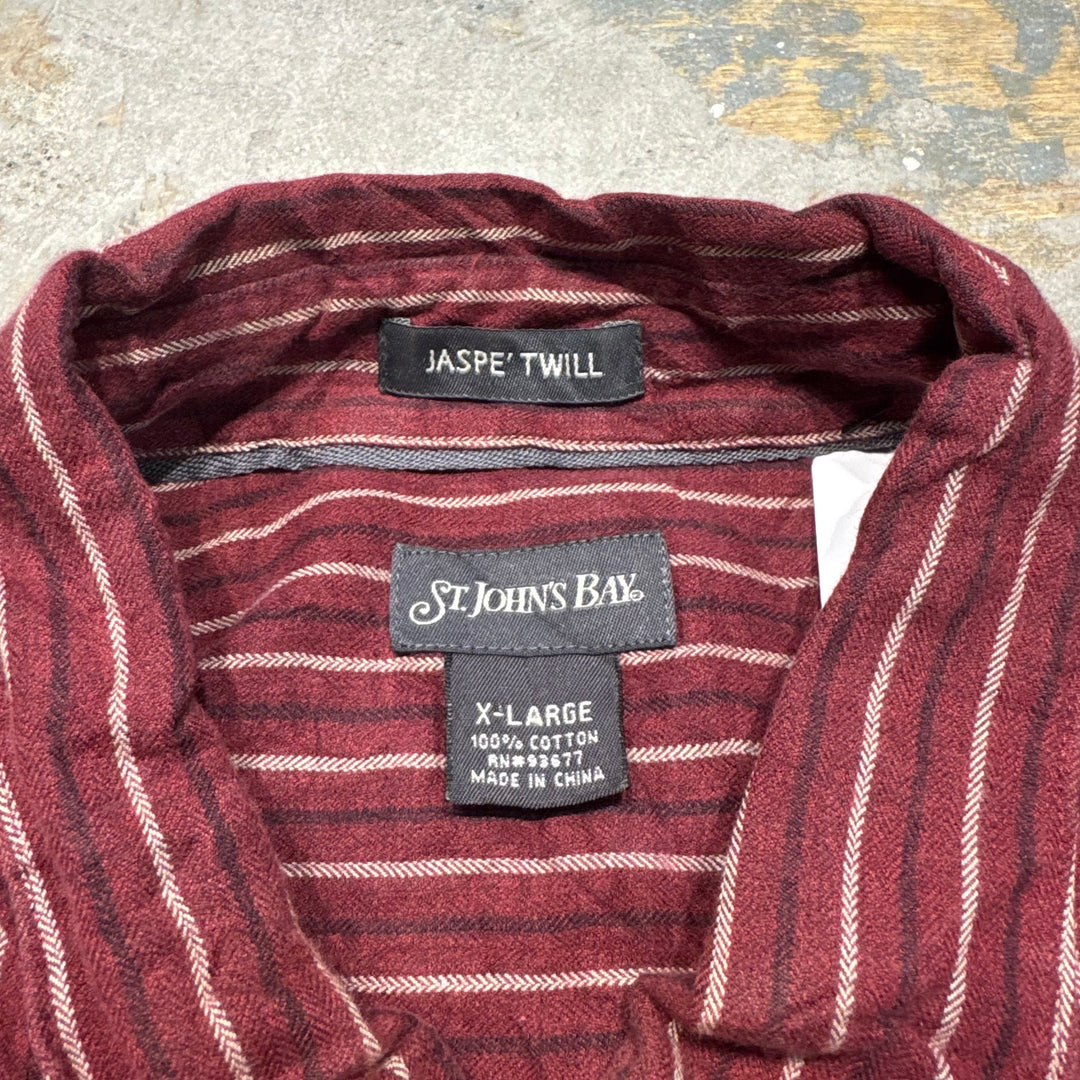 JASPE' TWILL
ST. JOHN'S BAY®
X-LARGE
100% COTTON
RN#93677
MADE IN CHINA